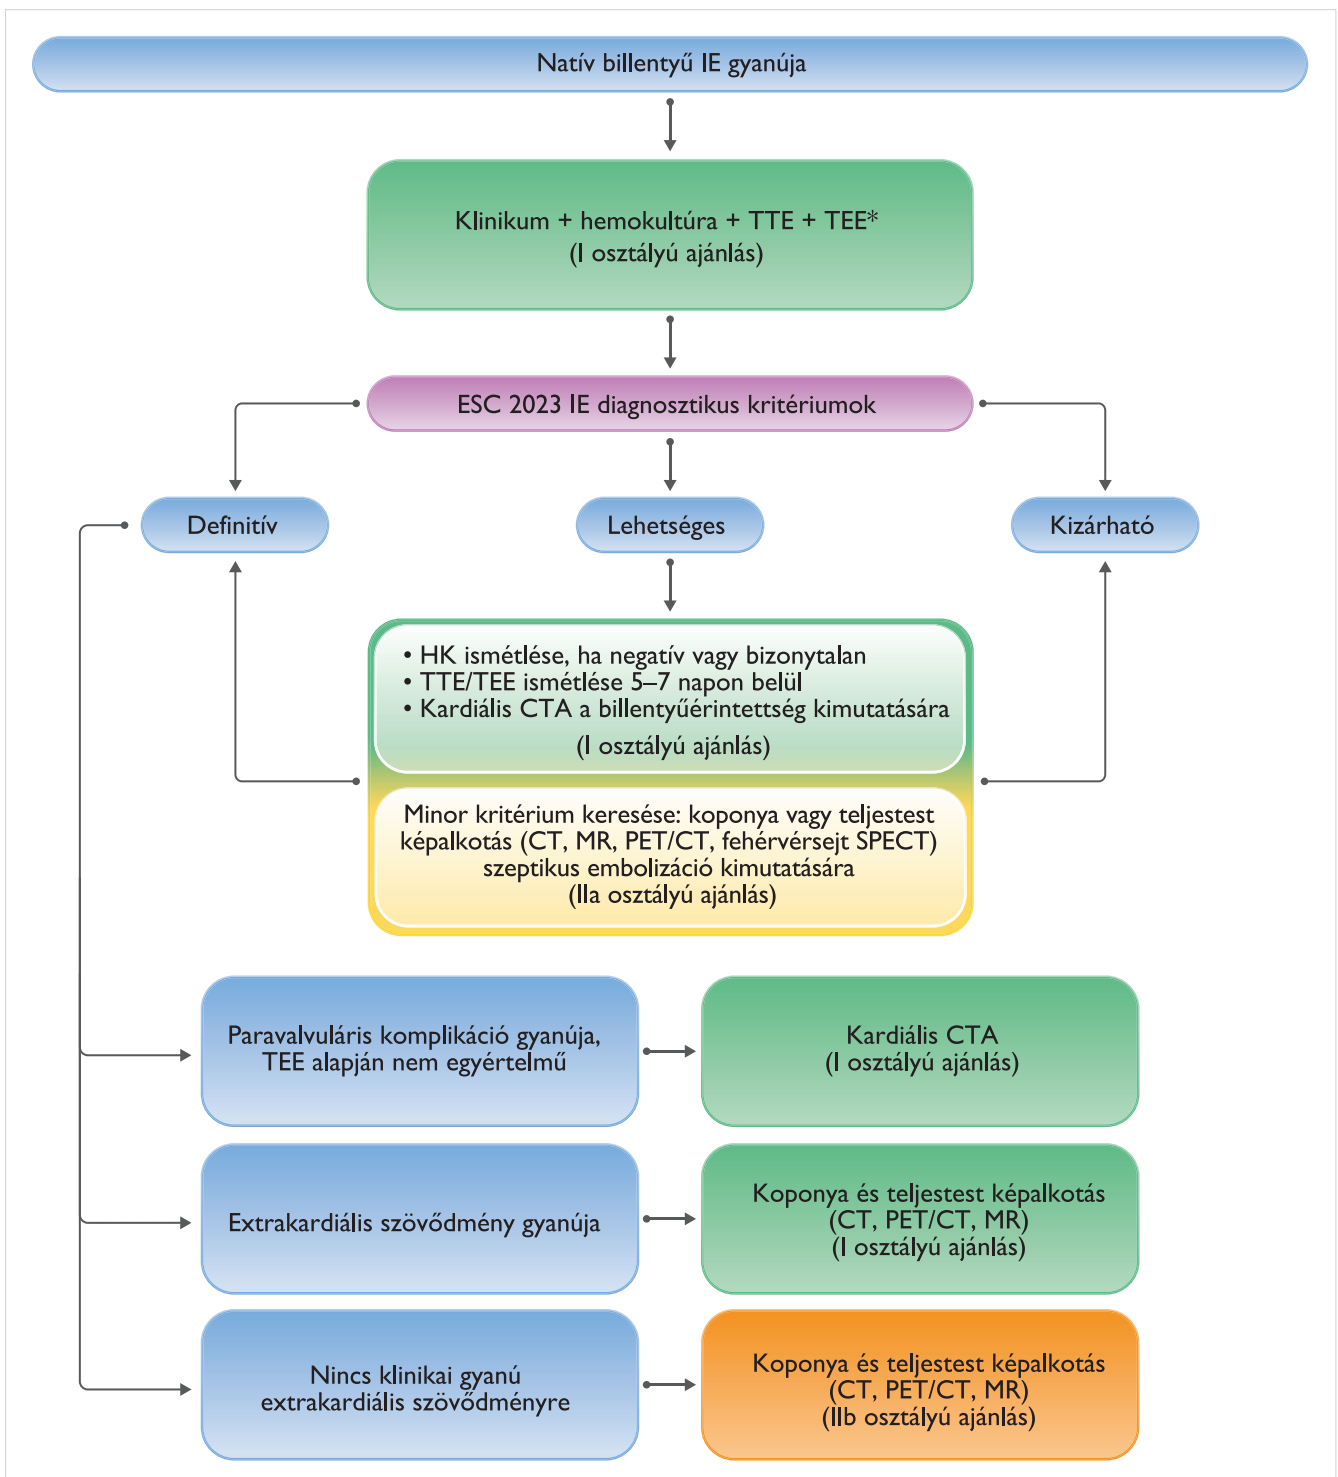 Natív billentyű IE gyanúja
Klinikum + hemokultúra + TTE + TEE*
(I osztályú ajánlás)
ESC 2023 IE diagnosztikus kritériumok
Definitív
Lehetséges
Kizárható
• HK ismétlése, ha negatív vagy bizonytalan
• TTE/TEE ismétlése 5–7 napon belül
• Kardiális CTA a billentyűérintettség kimutatására
(I osztályú ajánlás)
Minor kritérium keresése: koponya vagy teljestest
képalkotás (CT, MR, PET/CT, fehérvérsejt SPECT)
szeptikus embolizáció kimutatására
(IIa osztályú ajánlás)
Paravalvuláris komplikáció gyanúja,
TEE alapján nem egyértelmű
Kardiális CTA
(I osztályú ajánlás)
Extrakardiális szövődmény gyanúja
Koponya és teljestest képalkotás
(CT, PET/CT, MR)
(I osztályú ajánlás)
Nincs klinikai gyanú
extrakardiális szövődményre
Koponya és teljestest képalkotás
(CT, PET/CT, MR)
(IIb osztályú ajánlás)